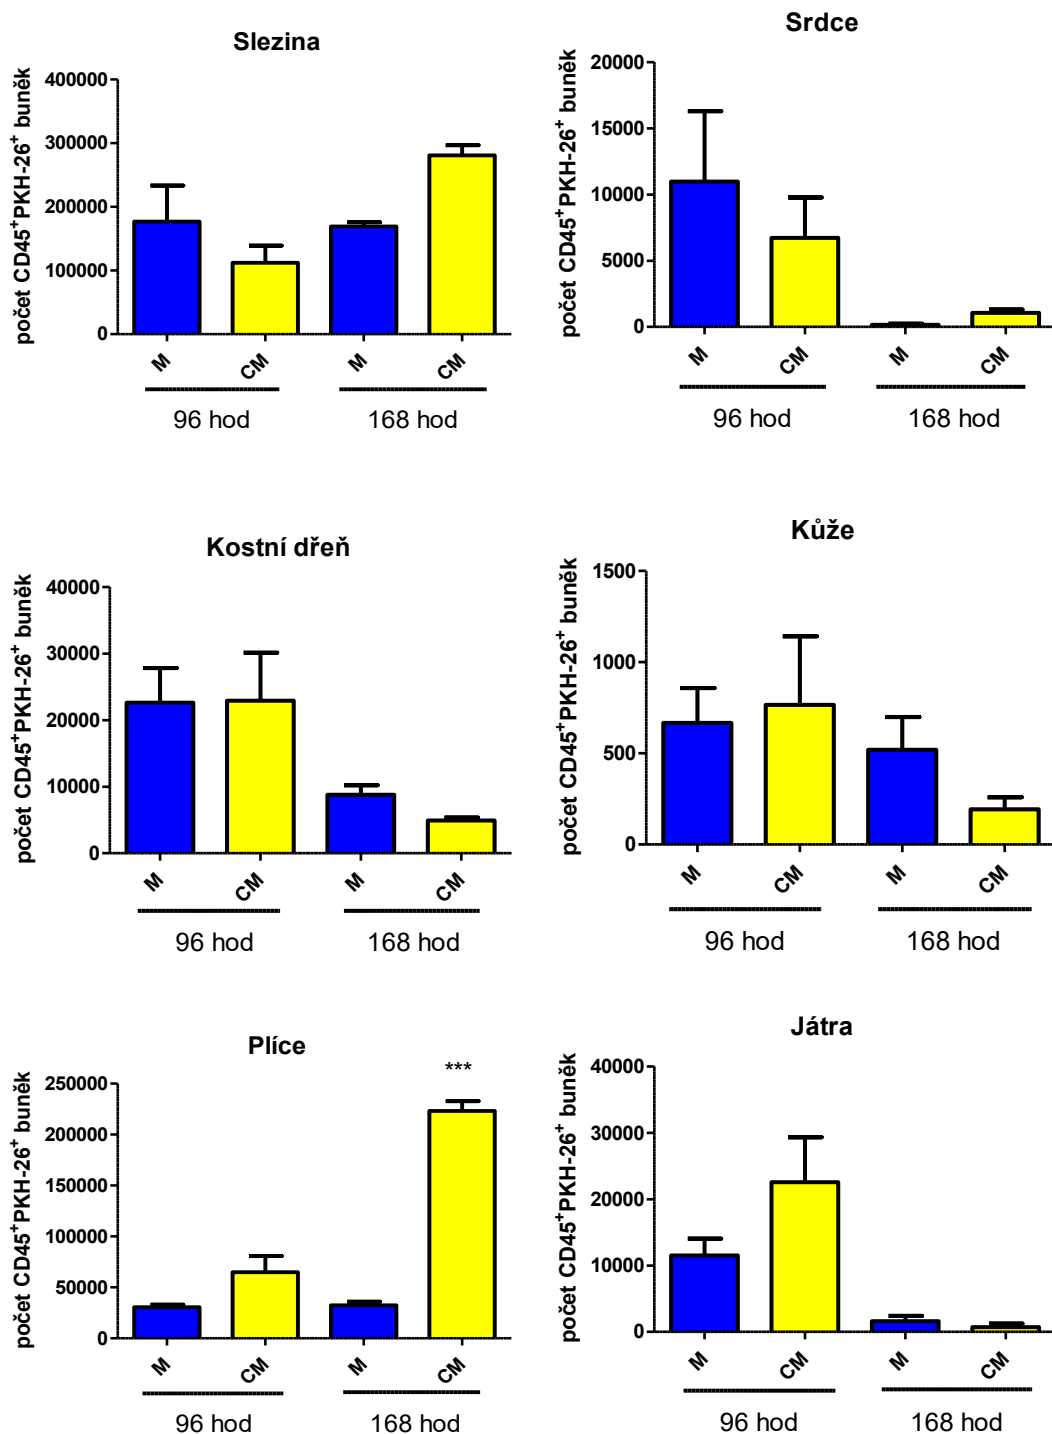 Slezina
počet CD45⁺PKH-26⁺ buněk
400000
300000
200000
100000
0
M
CM
M
CM
96 hod
168 hod
Srdce
počet CD45⁺PKH-26⁺ buněk
20000
15000
10000
5000
0
M
CM
M
CM
96 hod
168 hod
Kostní dřeň
počet CD45⁺PKH-26⁺ buněk
40000
30000
20000
10000
0
M
CM
M
CM
96 hod
168 hod
Kůže
počet CD45⁺PKH-26⁺ buněk
1500
1000
500
0
M
CM
M
CM
96 hod
168 hod
Plíce
počet CD45⁺PKH-26⁺ buněk
250000
200000
150000
100000
50000
0
***
M
CM
M
CM
96 hod
168 hod
Játra
počet CD45⁺PKH-26⁺ buněk
40000
30000
20000
10000
0
M
CM
M
CM
96 hod
168 hod